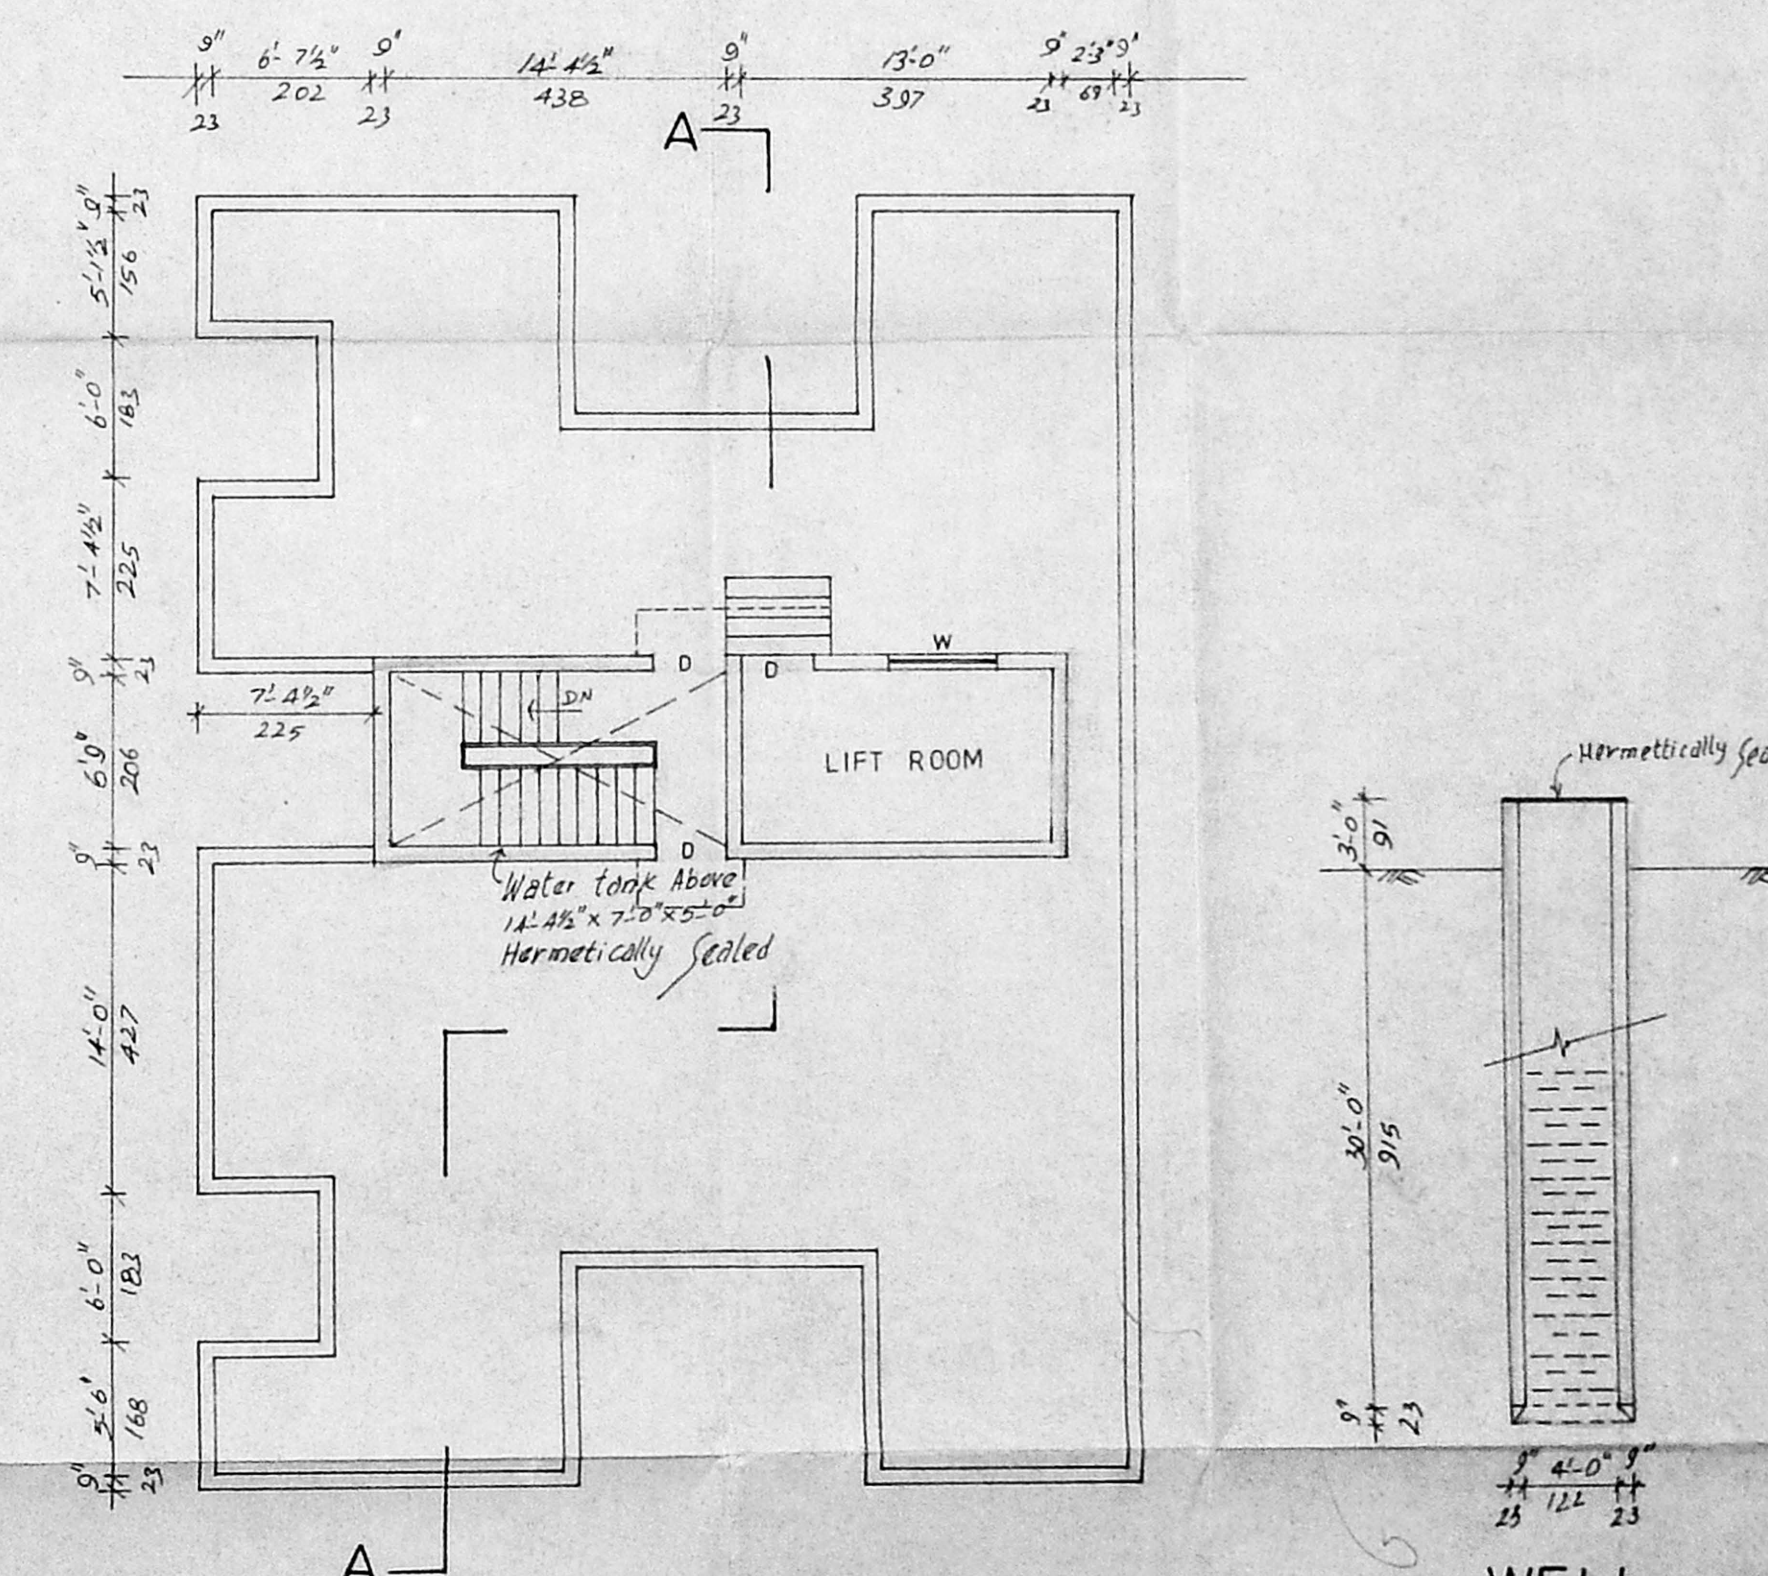 9" 6'-7½" 9" 14'-4½" 9" 13'-0" 9" 2'-3" 9"
23 202 23 438 23 397 23 69 23
A
9" 23
5'-1½" 156
6'-0" 183
7'-4½" 225
9" 23
6'9" 206
9" 23
14'-0" 427
6'-0" 183
5'-6" 168
9" 23
7'-4½"
225
D
D
W
DN
LIFT ROOM
D
Water tank Above
14'-4½" x 7'-0" x 5'-0"
Hermetically Sealed
A
Hermettically
3'-0" 91
30'-0" 915
9" 23
9" 4'-0" 9"
23 122 23
WELL